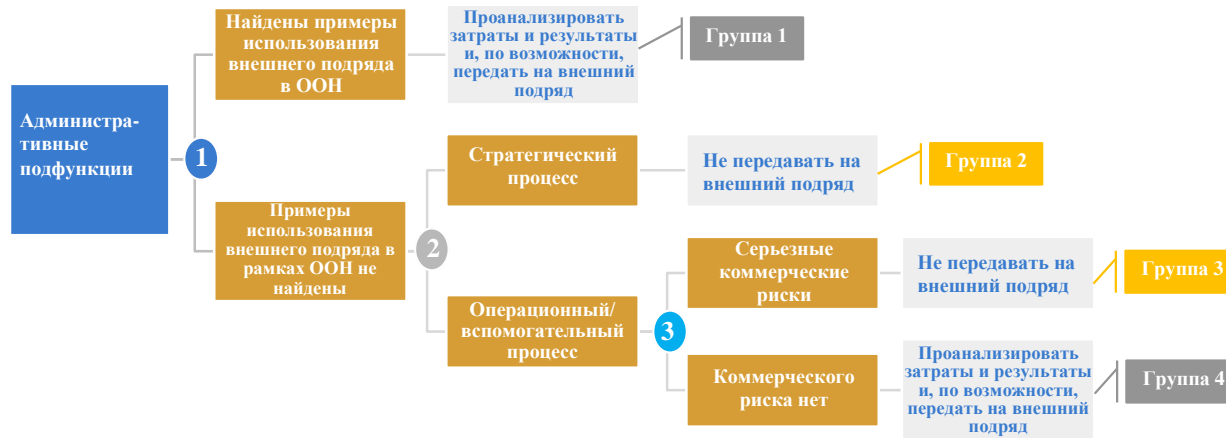 Администра-
тивные
подфункции
1
Найдены примеры
использования
внешнего подряда
в ООН
Проанализировать
затраты и результаты
и, по возможности,
передать на внешний
подряд
Группа 1
Примеры
использования
внешнего подряда в
рамках ООН не
найдены
2
Стратегический
процесс
Не передавать на
внешний подряд
Группа 2
Операционный/
вспомогательный
процесс
3
Серьезные
коммерческие
риски
Не передавать на
внешний подряд
Группа 3
Коммерческого
риска нет
Проанализировать
затраты и результаты
и, по возможности,
передать на внешний
подряд
Группа 4